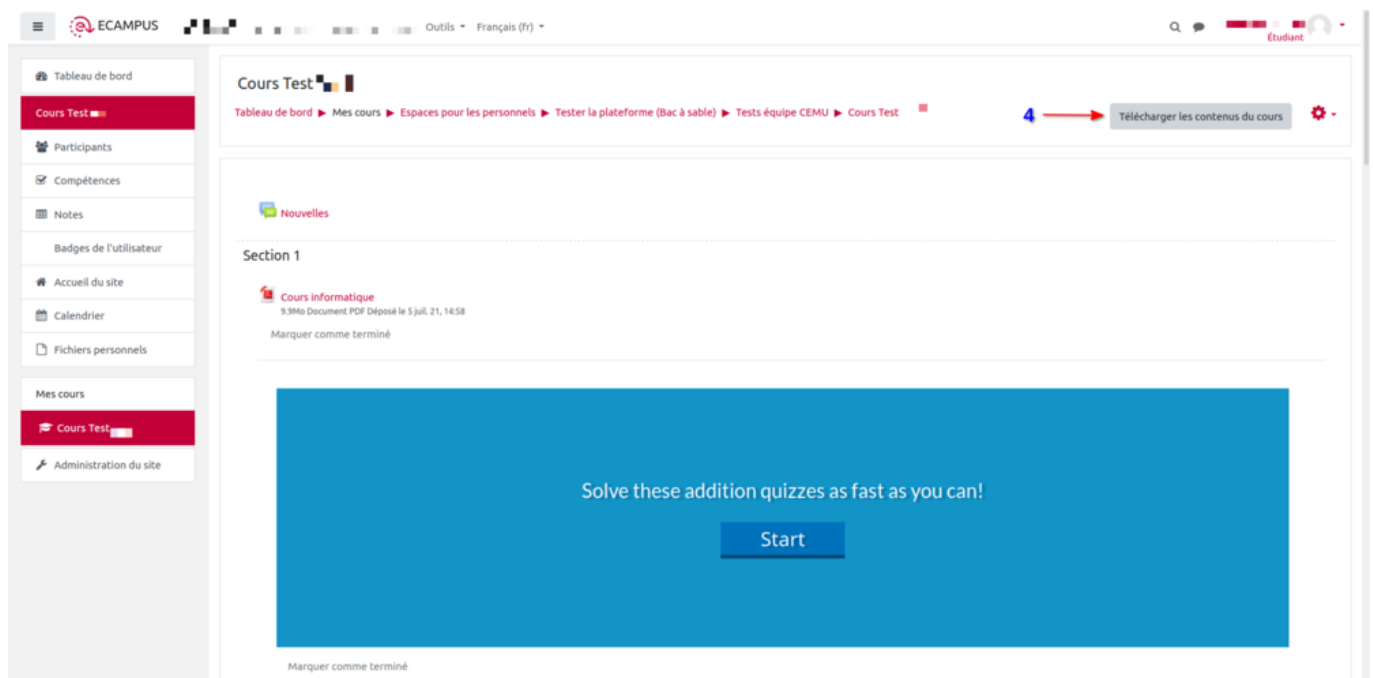 ECAMPUS Outils Français (fr)
Étudiant
Tableau de bord
Cours Test
Participants
Compétences
Notes
Badges de l'utilisateur
Accueil du site
Calendrier
Fichiers personnels
Mes cours
Cours Test
Administration du site
Cours Test
Tableau de bord ▶ Mes cours ▶ Espaces pour les personnels ▶ Tester la plateforme (Bac à sable) ▶ Tests équipe CEMU ▶ Cours Test
4 Télécharger les contenus du cours
Nouvelles
Section 1
Cours informatique
9.9Mo Document PDF Déposé le 5 juil. 21, 14:58
Marquer comme terminé
Solve these addition quizzes as fast as you can!
Start
Marquer comme terminé